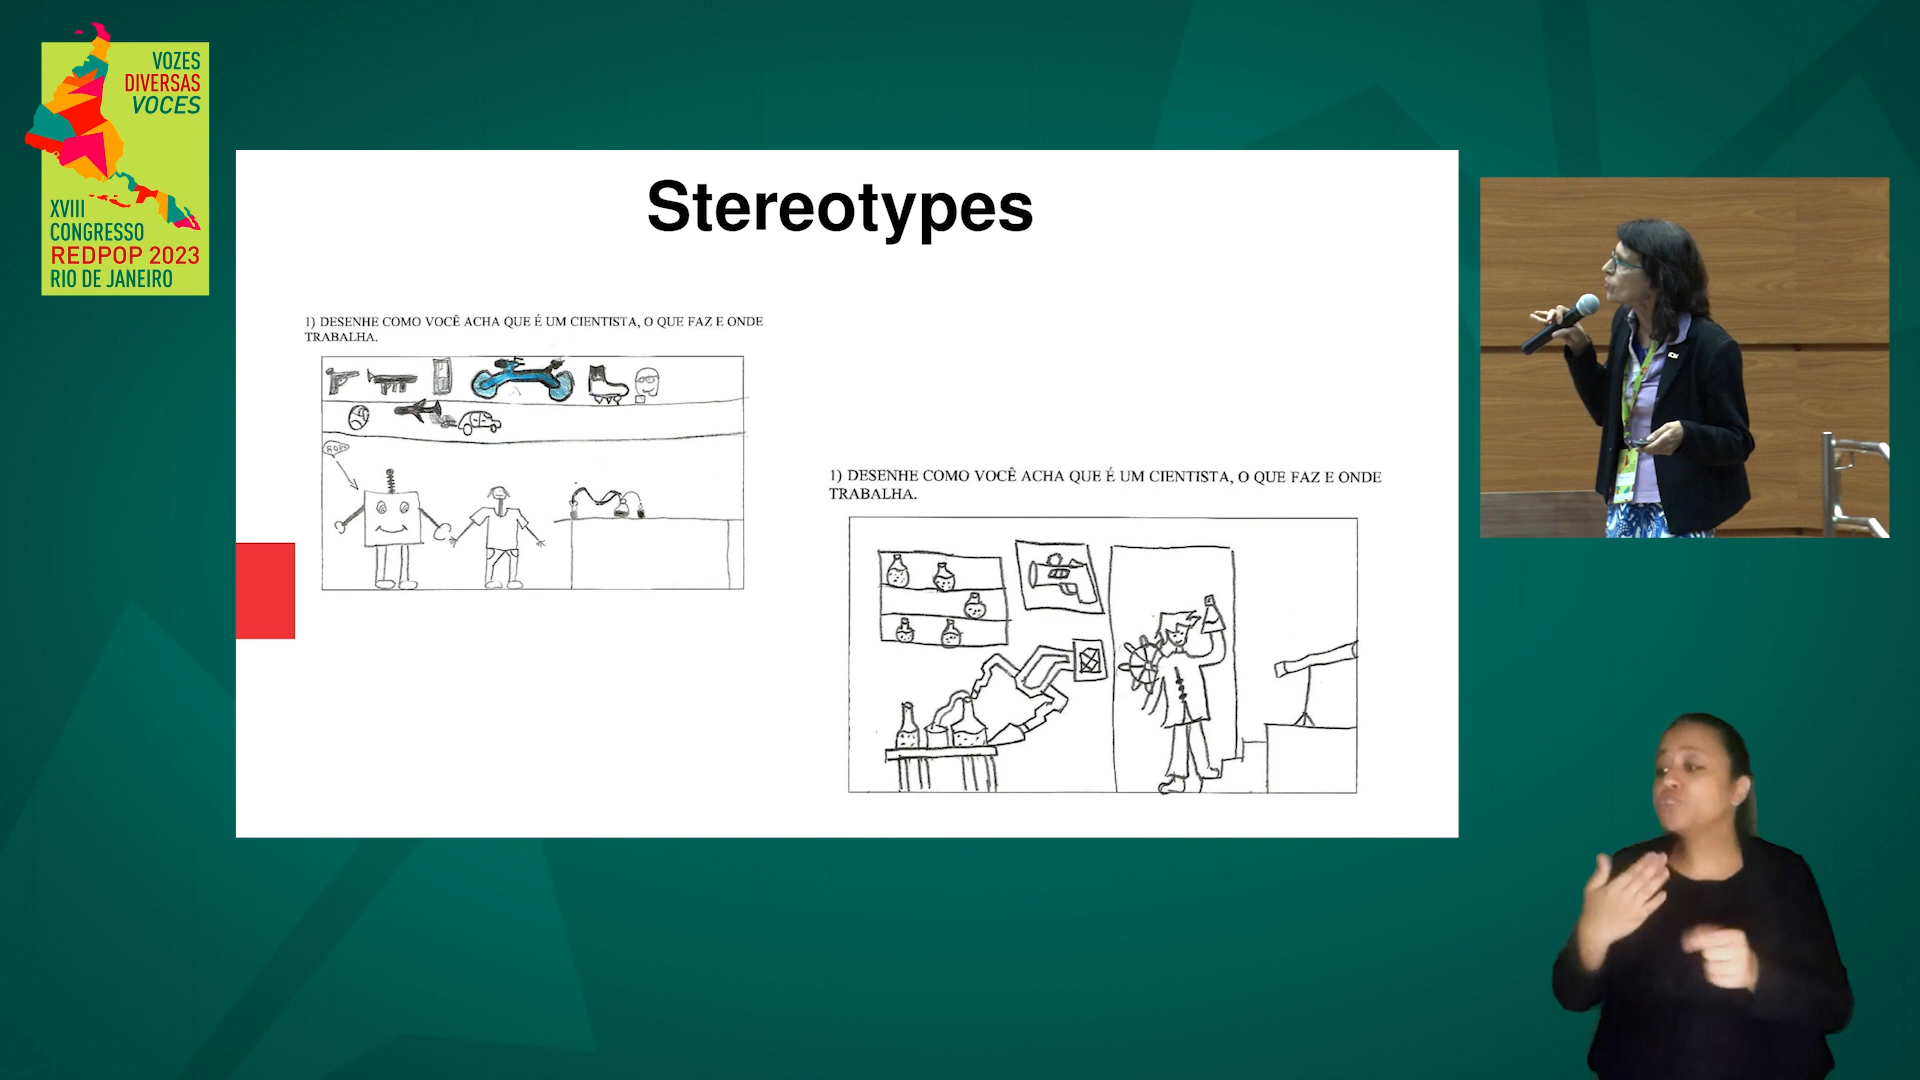 VOZES
DIVERSAS
VOCES
XVIII
CONGRESSO
REDPOP 2023
RIO DE JANEIRO
Stereotypes
1) DESENHE COMO VOCÊ ACHA QUE É UM CIENTISTA, O QUE FAZ E ONDE
TRABALHA.
1) DESENHE COMO VOCÊ ACHA QUE É UM CIENTISTA, O QUE FAZ E ONDE
TRABALHA.